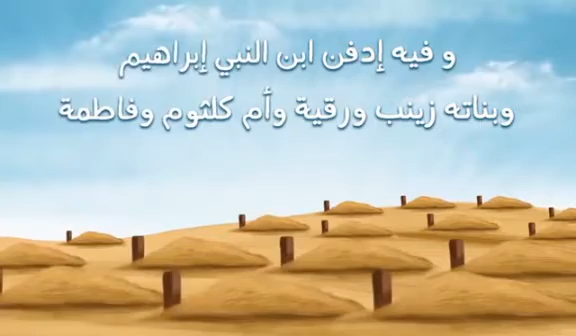 و فيه إدفن ابن النبي إبراهيم
وبناته زينب ورقية وأم كلثوم وفاطمة